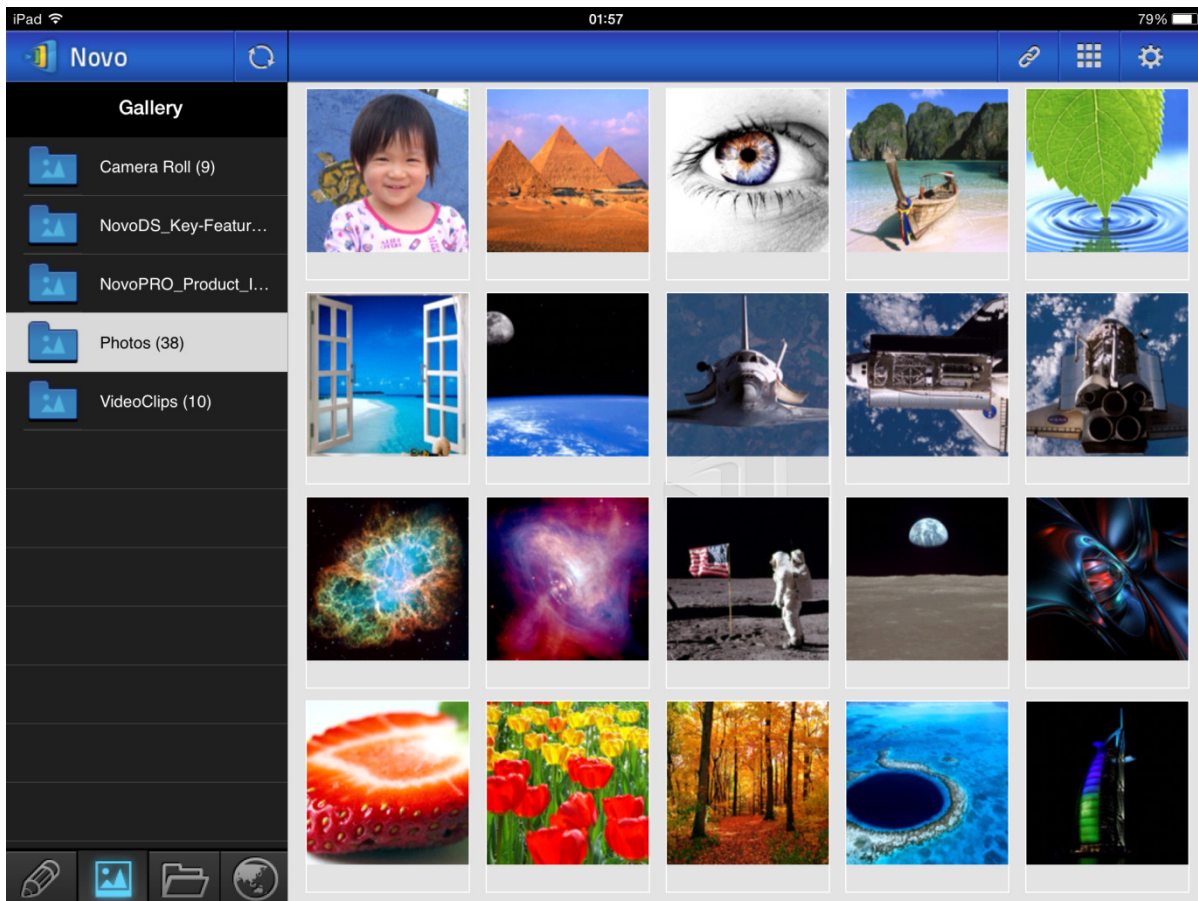 iPad 01:57 79%
Novo
Gallery
Camera Roll (9)
NovoDS_Key-Featur...
NovoPRO_Product_I...
Photos (38)
VideoClips (10)